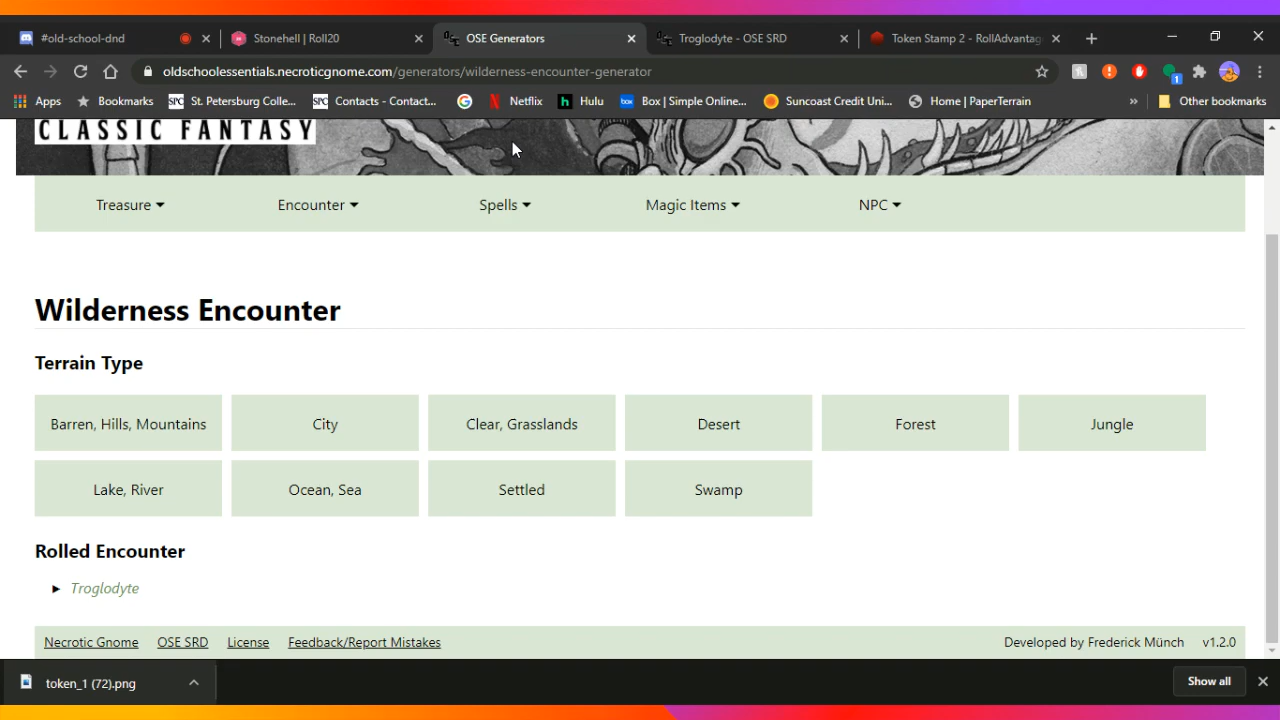 #old-school-dnd
Stonehell | Roll20
OSE Generators
Troglodyte - OSE SRD
Token Stamp 2 - RollAdvantag
oldschoolessentials.necroticgnome.com/generators/wilderness-encounter-generator
1
Apps
Bookmarks
SPC
St. Petersburg Colle...
SPC
Contacts - Contact...
Netflix
h
Hulu
box
Box | Simple Online...
Suncoast Credit Uni...
Home | PaperTerrain
»
Other bookmarks
CLASSIC FANTASY
Treasure
Encounter
Spells
Magic Items
NPC
Wilderness Encounter
Terrain Type
Barren, Hills, Mountains
City
Clear, Grasslands
Desert
Forest
Jungle
Lake, River
Ocean, Sea
Settled
Swamp
Rolled Encounter
Troglodyte
Necrotic Gnome
OSE SRD
License
Feedback/Report Mistakes
Developed by Frederick Münch
v1.2.0
token_1 (72).png
Show all